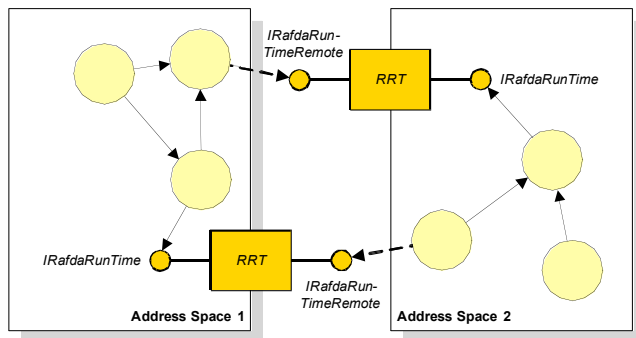 IRafdaRun-
TimeRemote
RRT
IRafdaRunTime
IRafdaRunTime
RRT
IRafdaRun-
TimeRemote
Address Space 1
Address Space 2